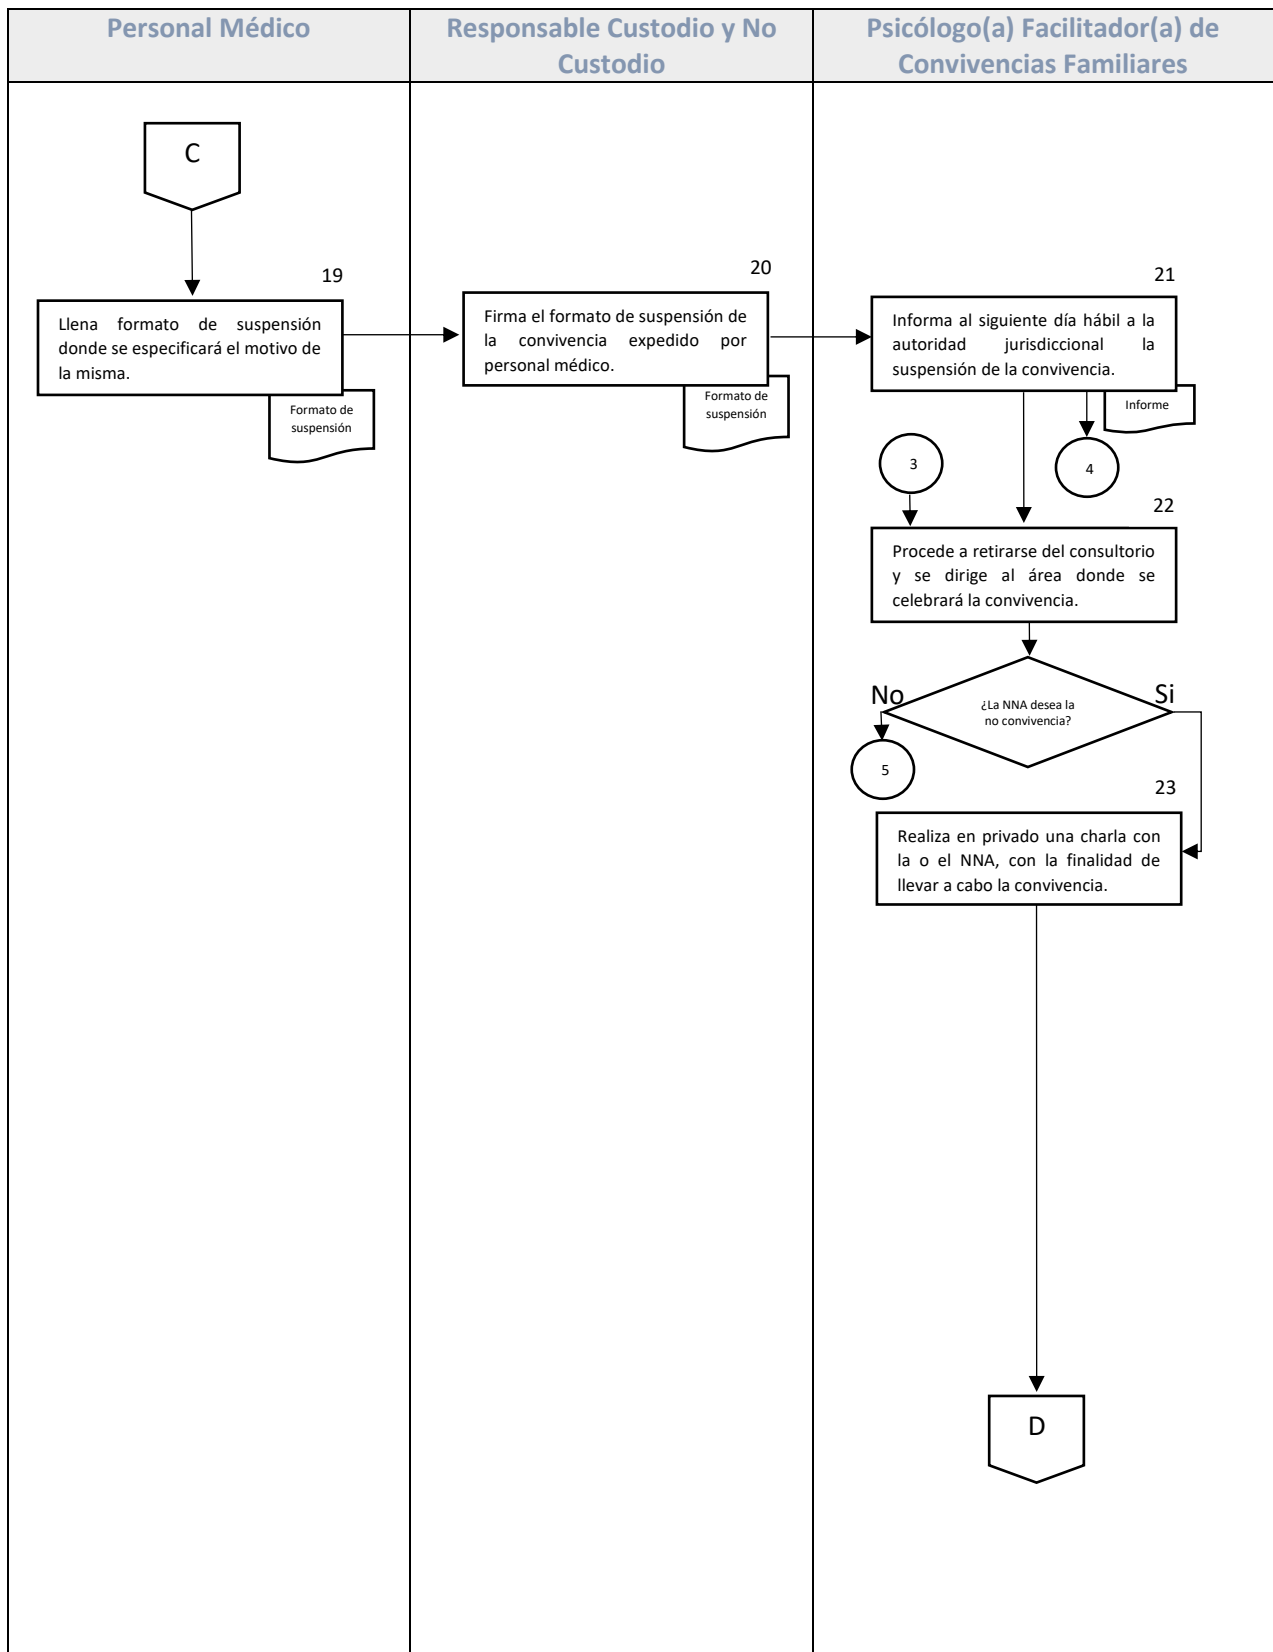 Personal Médico
Responsable Custodio y No
Custodio
Psicólogo(a) Facilitador(a) de
Convivencias Familiares
C
19
Llena formato de suspensión
donde se especificará el motivo de
la misma.
Formato de
suspensión
20
Firma el formato de suspensión de
la convivencia expedido por
personal médico.
Formato de
suspensión
21
Informa al siguiente día hábil a la
autoridad jurisdiccional la
suspensión de la convivencia.
Informe
3
4
22
Procede a retirarse del consultorio
y se dirige al área donde se
celebrará la convivencia.
No
¿La NNA desea la
no convivencia?
Si
5
23
Realiza en privado una charla con
la o el NNA, con la finalidad de
llevar a cabo la convivencia.
D